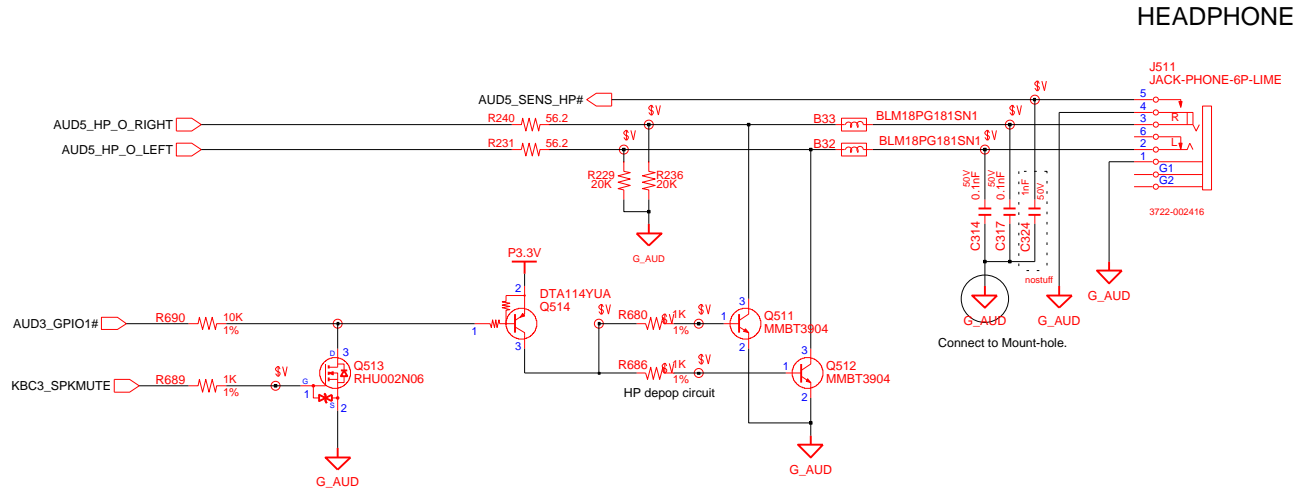 HEADPHONE
J511
JACK-PHONE-6P-LIME
AUD5_SENS_HP#
$V
5
4
AUD5_HP_O_RIGHT
R240
56.2
$V
B33
BLM18PG181SN1
$V
3
R
6
AUD5_HP_O_LEFT
R231
56.2
$V
B32
BLM18PG181SN1
$V
2
L
1
G1
G2
R229
20K
R236
20K
50V
0.1nF
50V
0.1nF
1nF
50V
C314
C317
C324
3722-002416
nostuff
G_AUD
P3.3V
G_AUD
2
DTA114YUA
Q514
G_AUD
G_AUD
Connect to Mount-hole.
AUD3_GPIO1#
R690
10K
1%
1
3
$V
R680
$V
1K
1%
$V
1
3
Q511
MMBT3904
2
D
3
Q513
RHU002N06
KBC3_SPKMUTE
R689
1K
1%
$V
G
1
S
2
R686
1K
1%
$V
1
3
Q512
MMBT3904
2
HP depop circuit
G_AUD
G_AUD